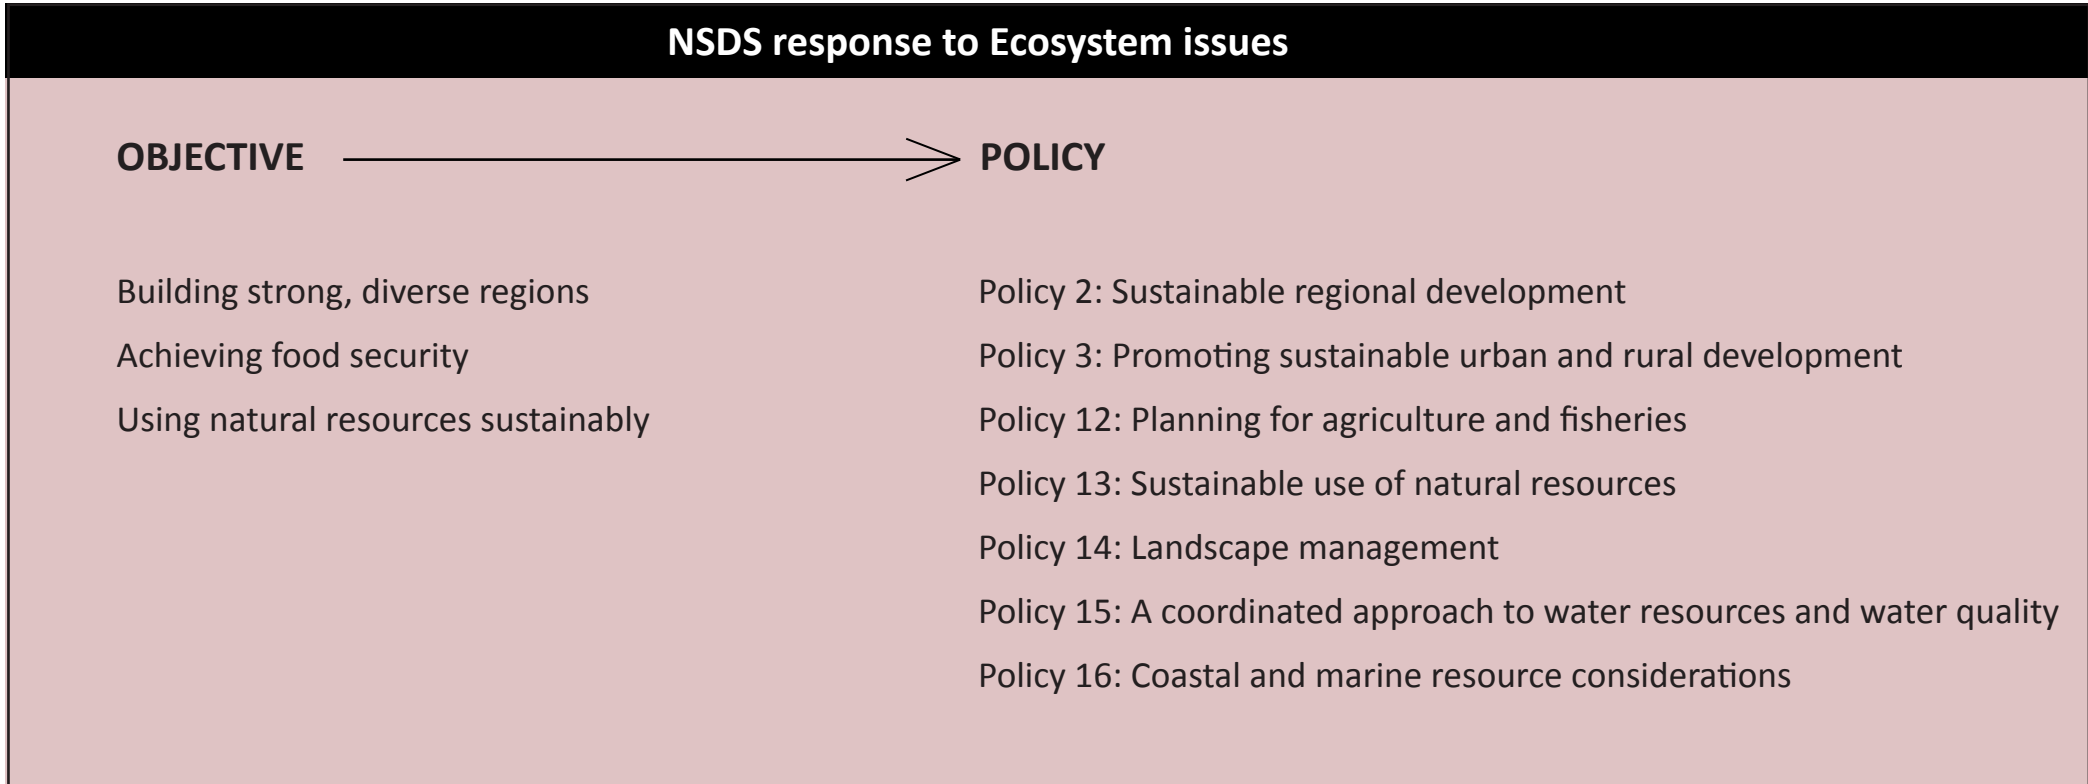 NSDS response to Ecosystem issues
OBJECTIVE
POLICY
Building strong, diverse regions
Achieving food security
Using natural resources sustainably
Policy 2: Sustainable regional development
Policy 3: Promoting sustainable urban and rural development
Policy 12: Planning for agriculture and fisheries
Policy 13: Sustainable use of natural resources
Policy 14: Landscape management
Policy 15: A coordinated approach to water resources and water quality
Policy 16: Coastal and marine resource considerations